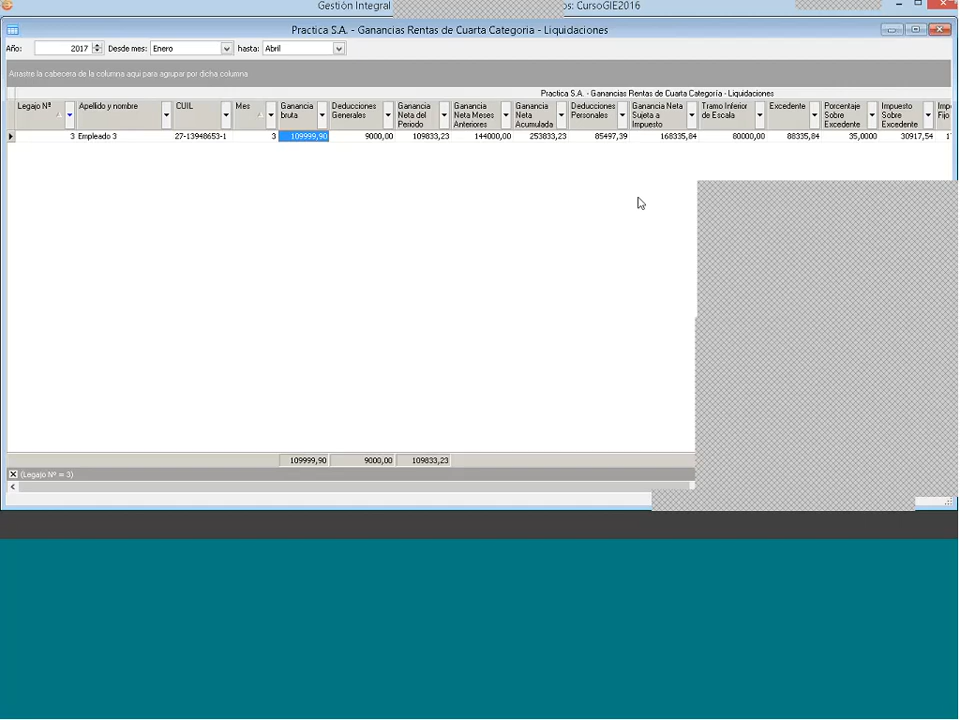 Gestión Integral os: CursoGIE2016
Practica S.A. - Ganancias Rentas de Cuarta Categoria - Liquidaciones
Año: 2017 Desde mes: Enero hasta: Abril
Arrastre la cabecera de la columna aquí para agrupar por dicha columna
Practica S.A. - Ganancias Rentas de Cuarta Categoria - Liquidaciones
Legajo Nº Apellido y nombre CUIL Mes Ganancia bruta Deducciones Generales Ganancia Neta del Periodo Ganancia Neta Meses Anteriores Ganancia Neta Acumulada Deducciones Personales Ganancia Neta Sujeta a Impuesto Tramo Inferior de Escala Excedente Porcentaje Sobre Excedente Impuesto Sobre Excedente Fijo
3 Empleado 3 27-13948653-1 3 109999,90 9000,00 109833,23 144000,00 253833,23 85497,39 168335,84 80000,00 88335,84 35,0000 30917,54
109999,90 9000,00 109833,23
(Legajo Nº = 3)